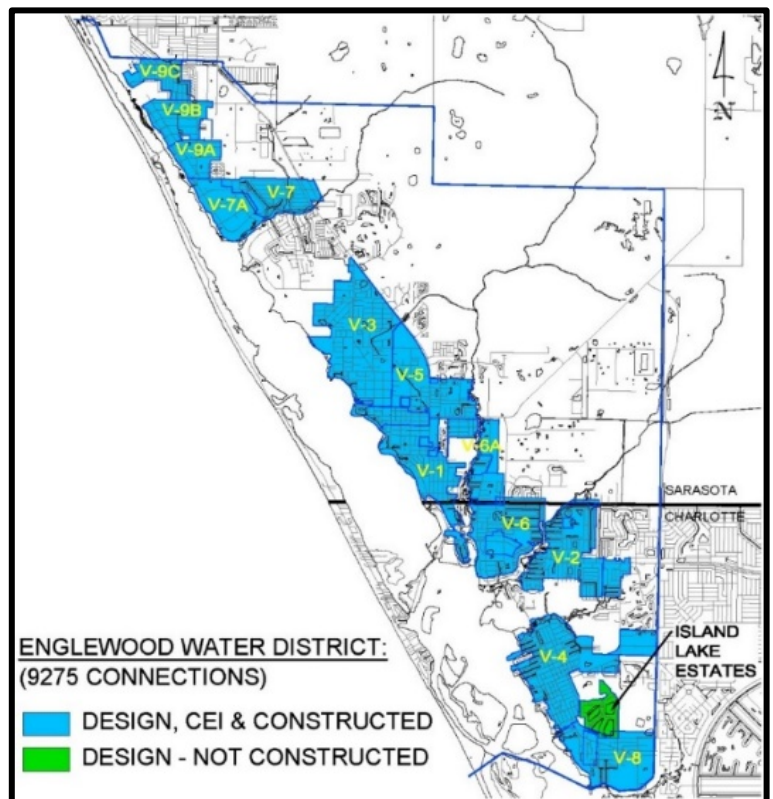 V-9C
N
V-9B
V-9A
V-7
V-7A
V-3
V-5
V-6A
V-1
SARASOTA
CHARLOTTE
V-6
V-2
ISLAND
LAKE
ESTATES
V-4
V-8
ENGLEWOOD WATER DISTRICT:
(9275 CONNECTIONS)
DESIGN, CEI & CONSTRUCTED
DESIGN - NOT CONSTRUCTED